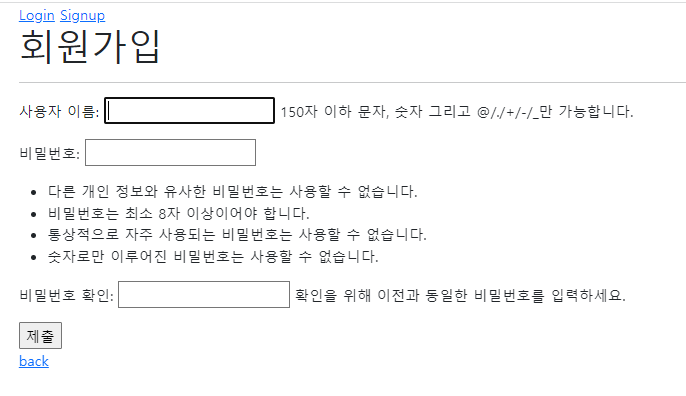 Login Signup
회원가입
사용자 이름: 150자 이하 문자, 숫자 그리고 @/./+/-/_만 가능합니다.
비밀번호:
다른 개인 정보와 유사한 비밀번호는 사용할 수 없습니다.
비밀번호는 최소 8자 이상이어야 합니다.
통상적으로 자주 사용되는 비밀번호는 사용할 수 없습니다.
숫자로만 이루어진 비밀번호는 사용할 수 없습니다.
비밀번호 확인: 확인을 위해 이전과 동일한 비밀번호를 입력하세요.
제출
back